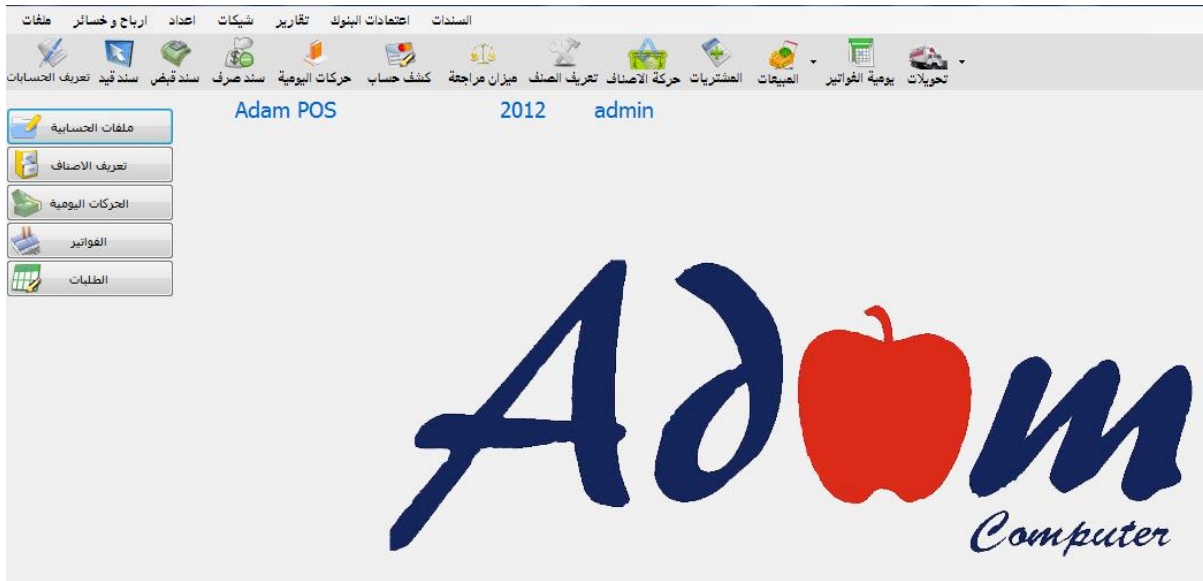 ملفات ارباح و خسائر اعداد شيكات تقارير اعتمادات البنوك السندات
تعريف الحسابات سند قيد سند قبض سند صرف حركات اليومية كشف حساب ميزان مراجعة تعريف الصنف حركة الاصناف المشتريات المبيعات يومية الفواتير تحويلات
Adam POS 2012 admin
ملفات الحسابية
تعريف الاصناف
الحركات اليومية
الفواتير
الطلبات
Adam
Computer